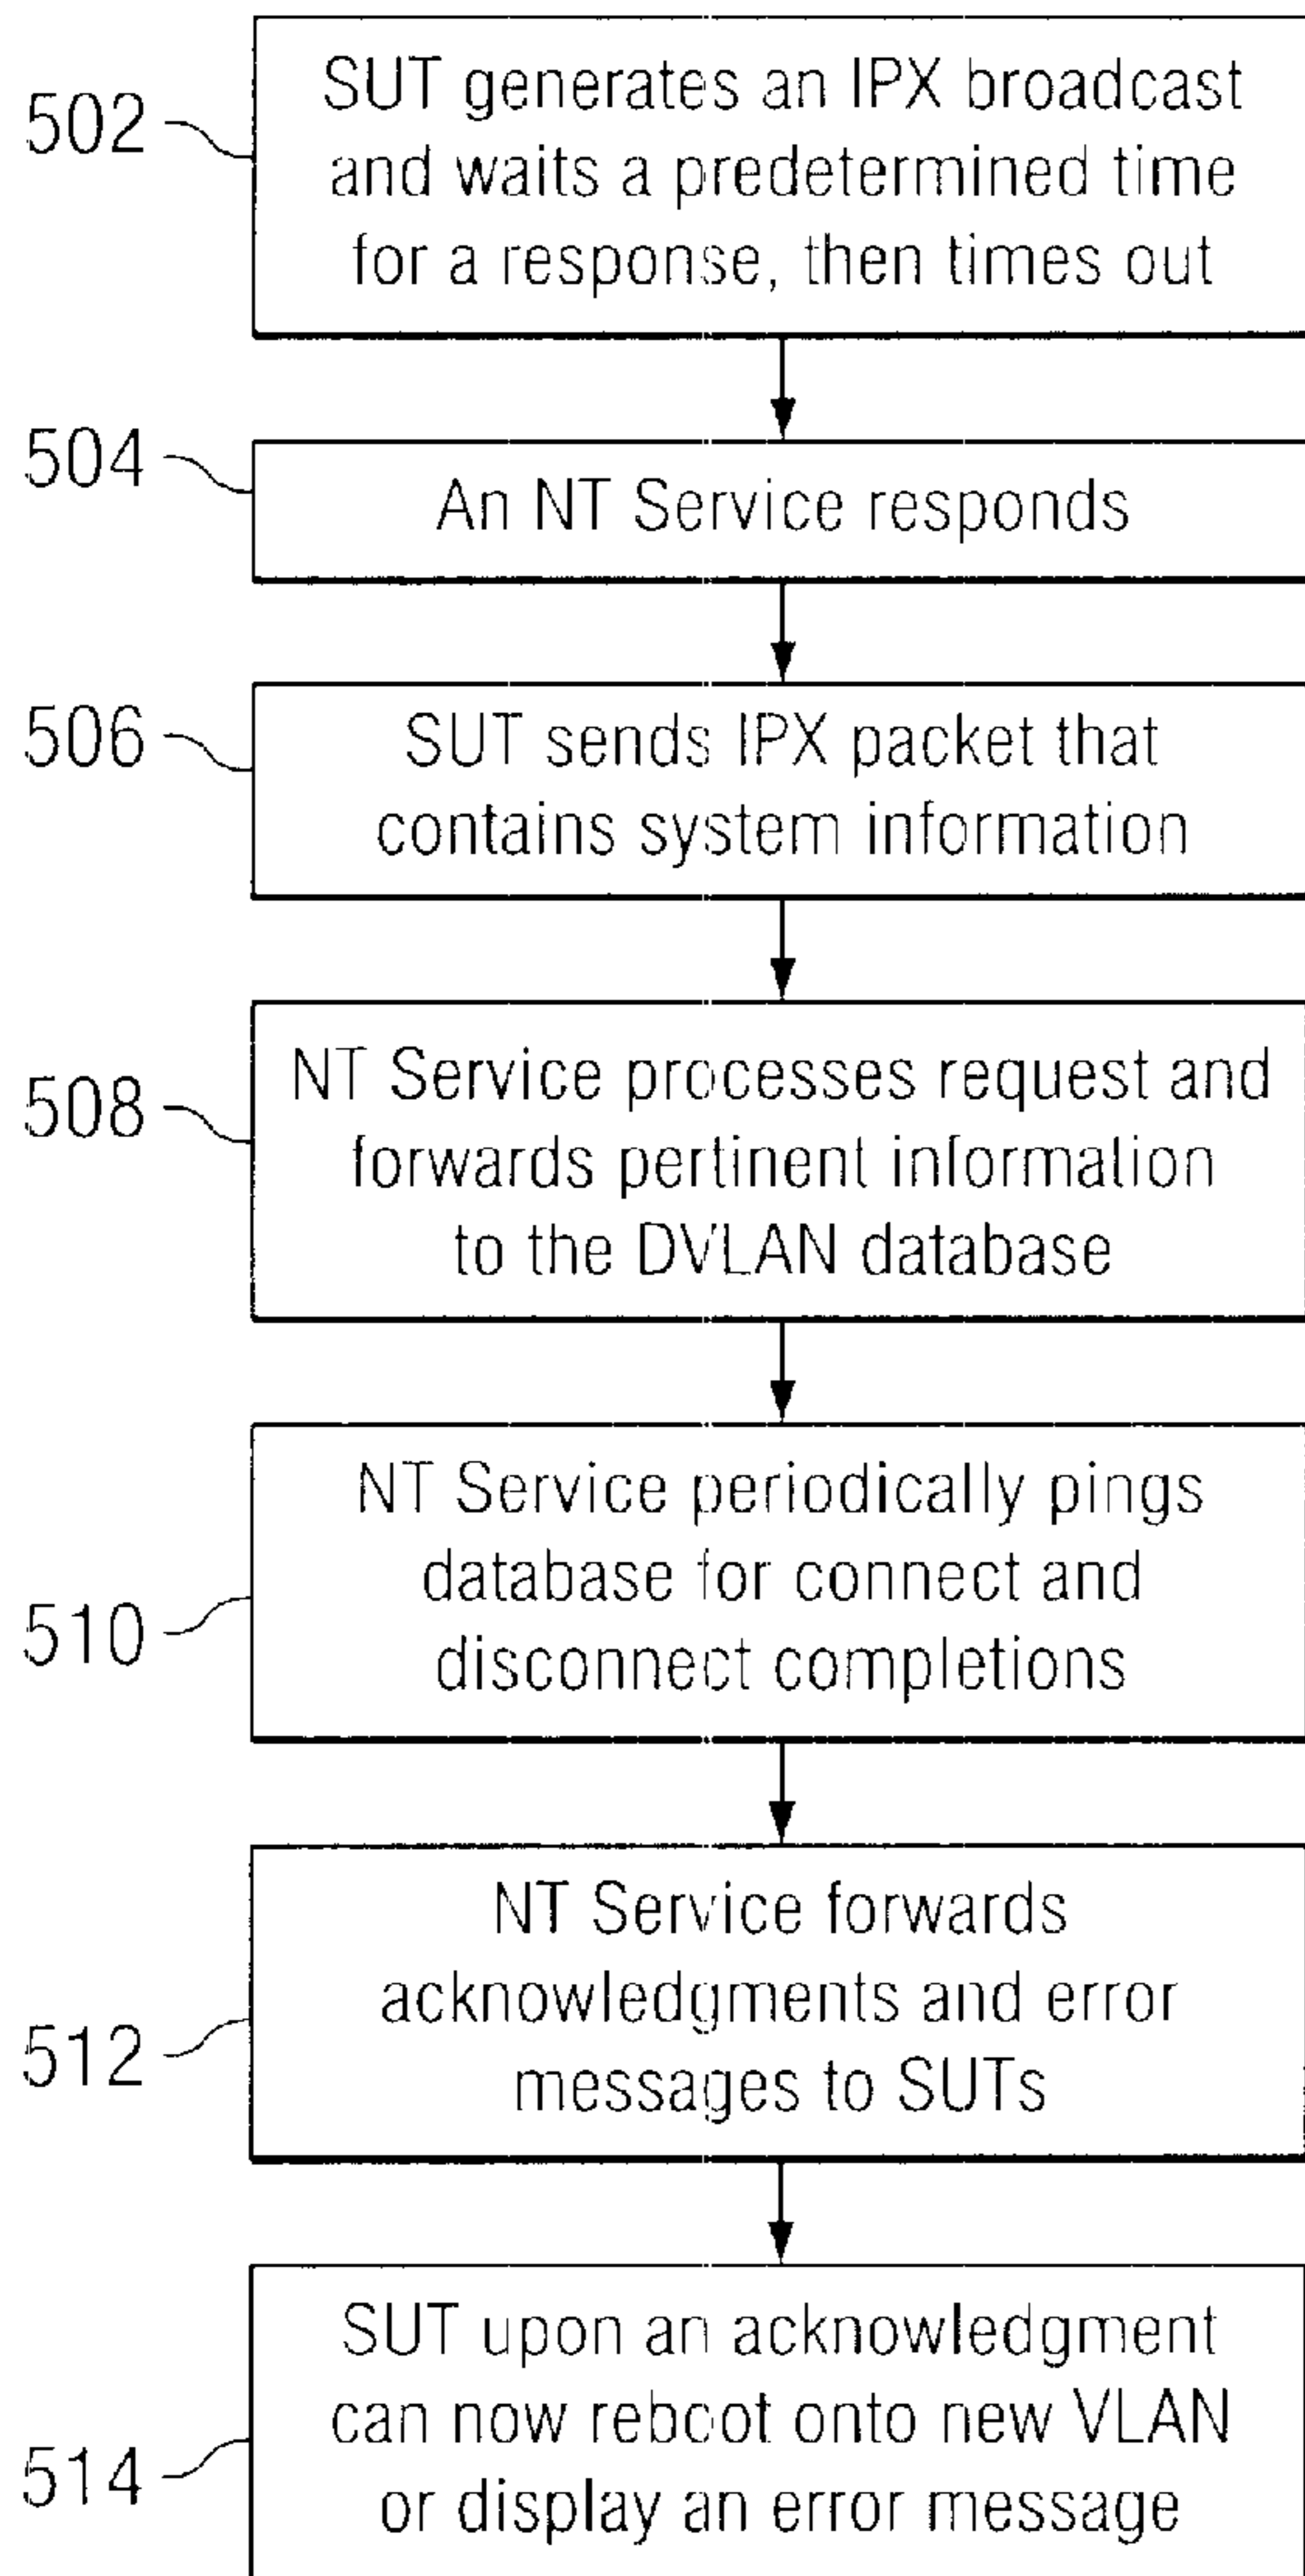 502
SUT generates an IPX broadcast
and waits a predetermined time
for a response, then times out
504
An NT Service responds
506
SUT sends IPX packet that
contains system information
508
NT Service processes request and
forwards pertinent information
to the DVLAN database
510
NT Service periodically pings
database for connect and
disconnect completions
512
NT Service forwards
acknowledgments and error
messages to SUTs
514
SUT upon an acknowledgment
can now reboot onto new VLAN
or display an error message